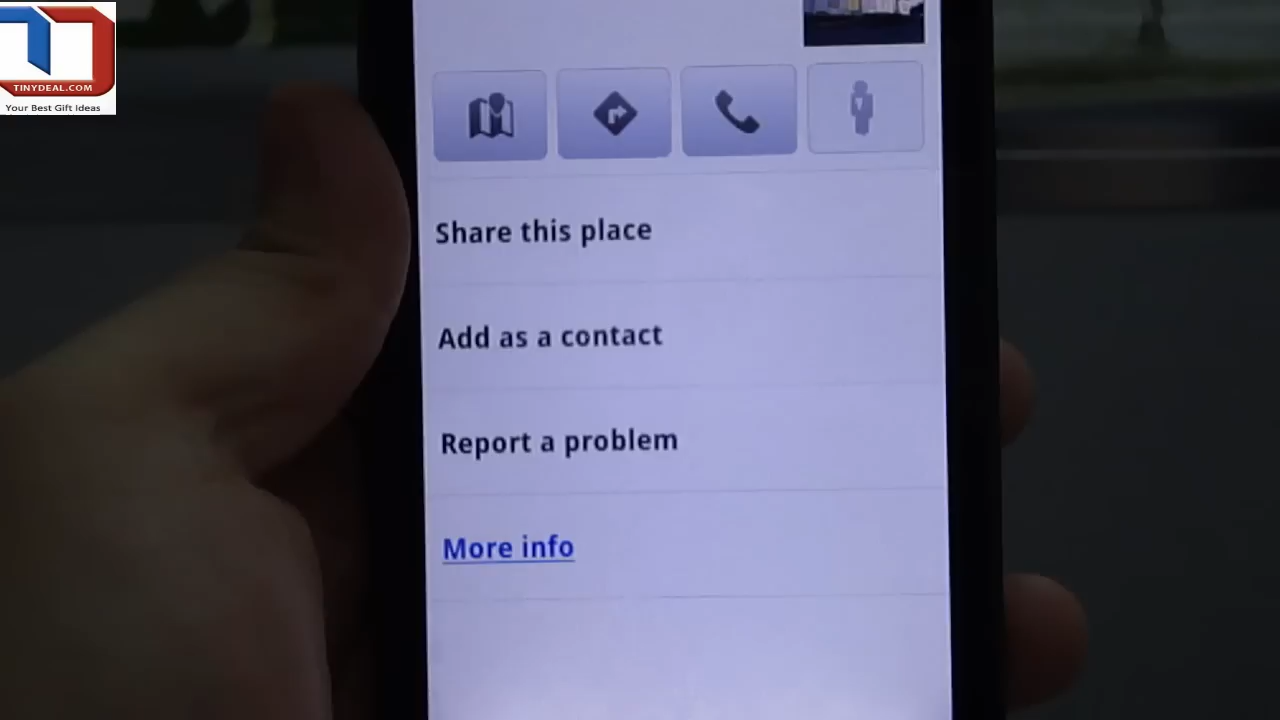 TINYDEAL.COM
Your Best Gift Ideas
Share this place
Add as a contact
Report a problem
More info